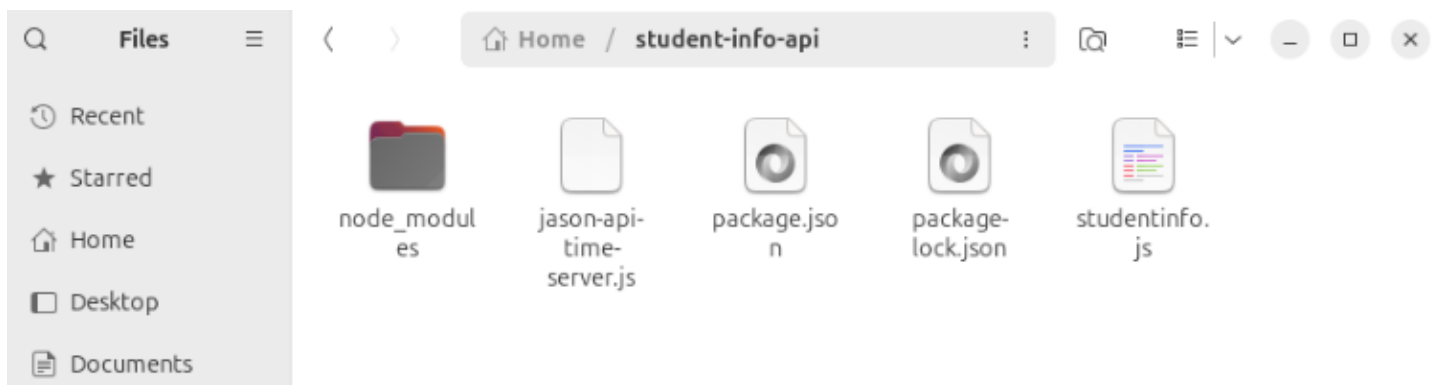 Files
Home / student-info-api
Recent
Starred
Home
Desktop
Documents
node_modul
es
jason-api-
time-
server.js
package.jso
n
package-
lock.json
studentinfo.
js